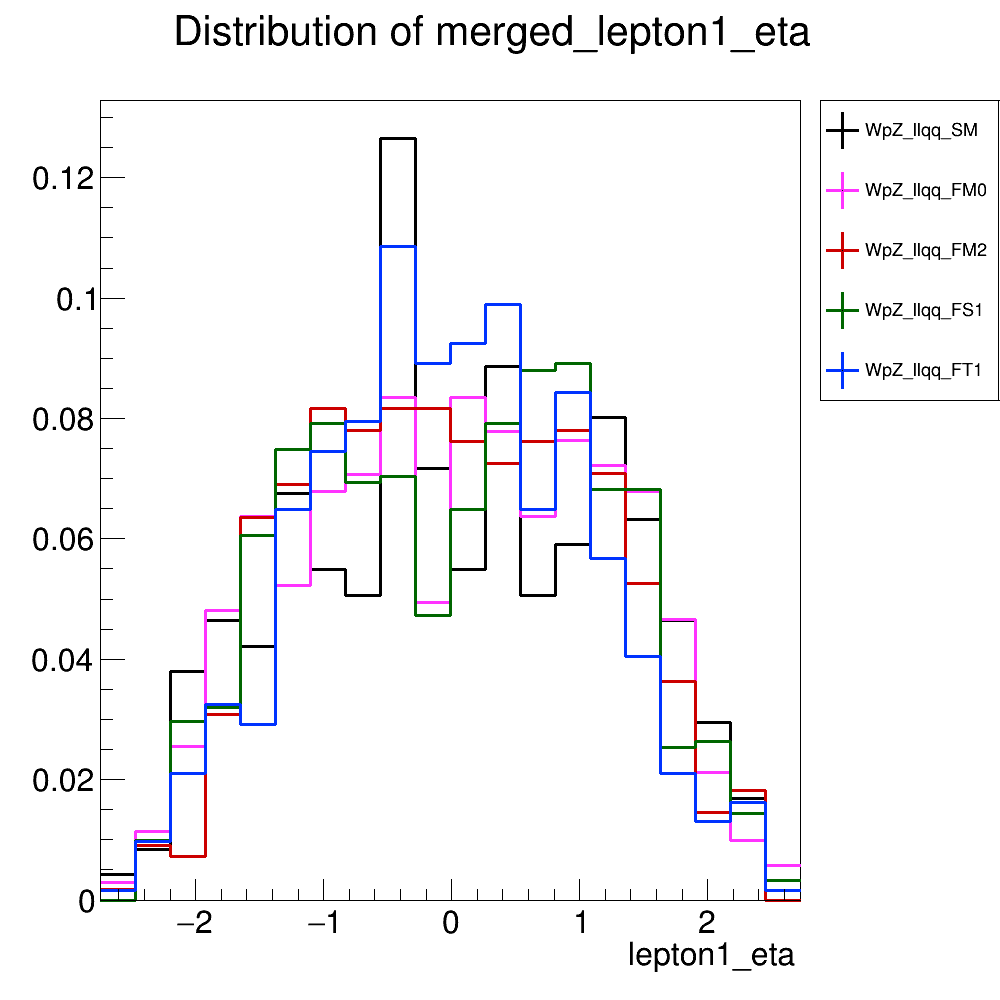 Distribution of merged_lepton1_eta
WpZ_llqq_SM
WpZ_llqq_FM0
WpZ_llqq_FM2
WpZ_llqq_FS1
WpZ_llqq_FT1
0.12
0.1
0.08
0.06
0.04
0.02
0
−2 −1 0 1 2
lepton1_eta